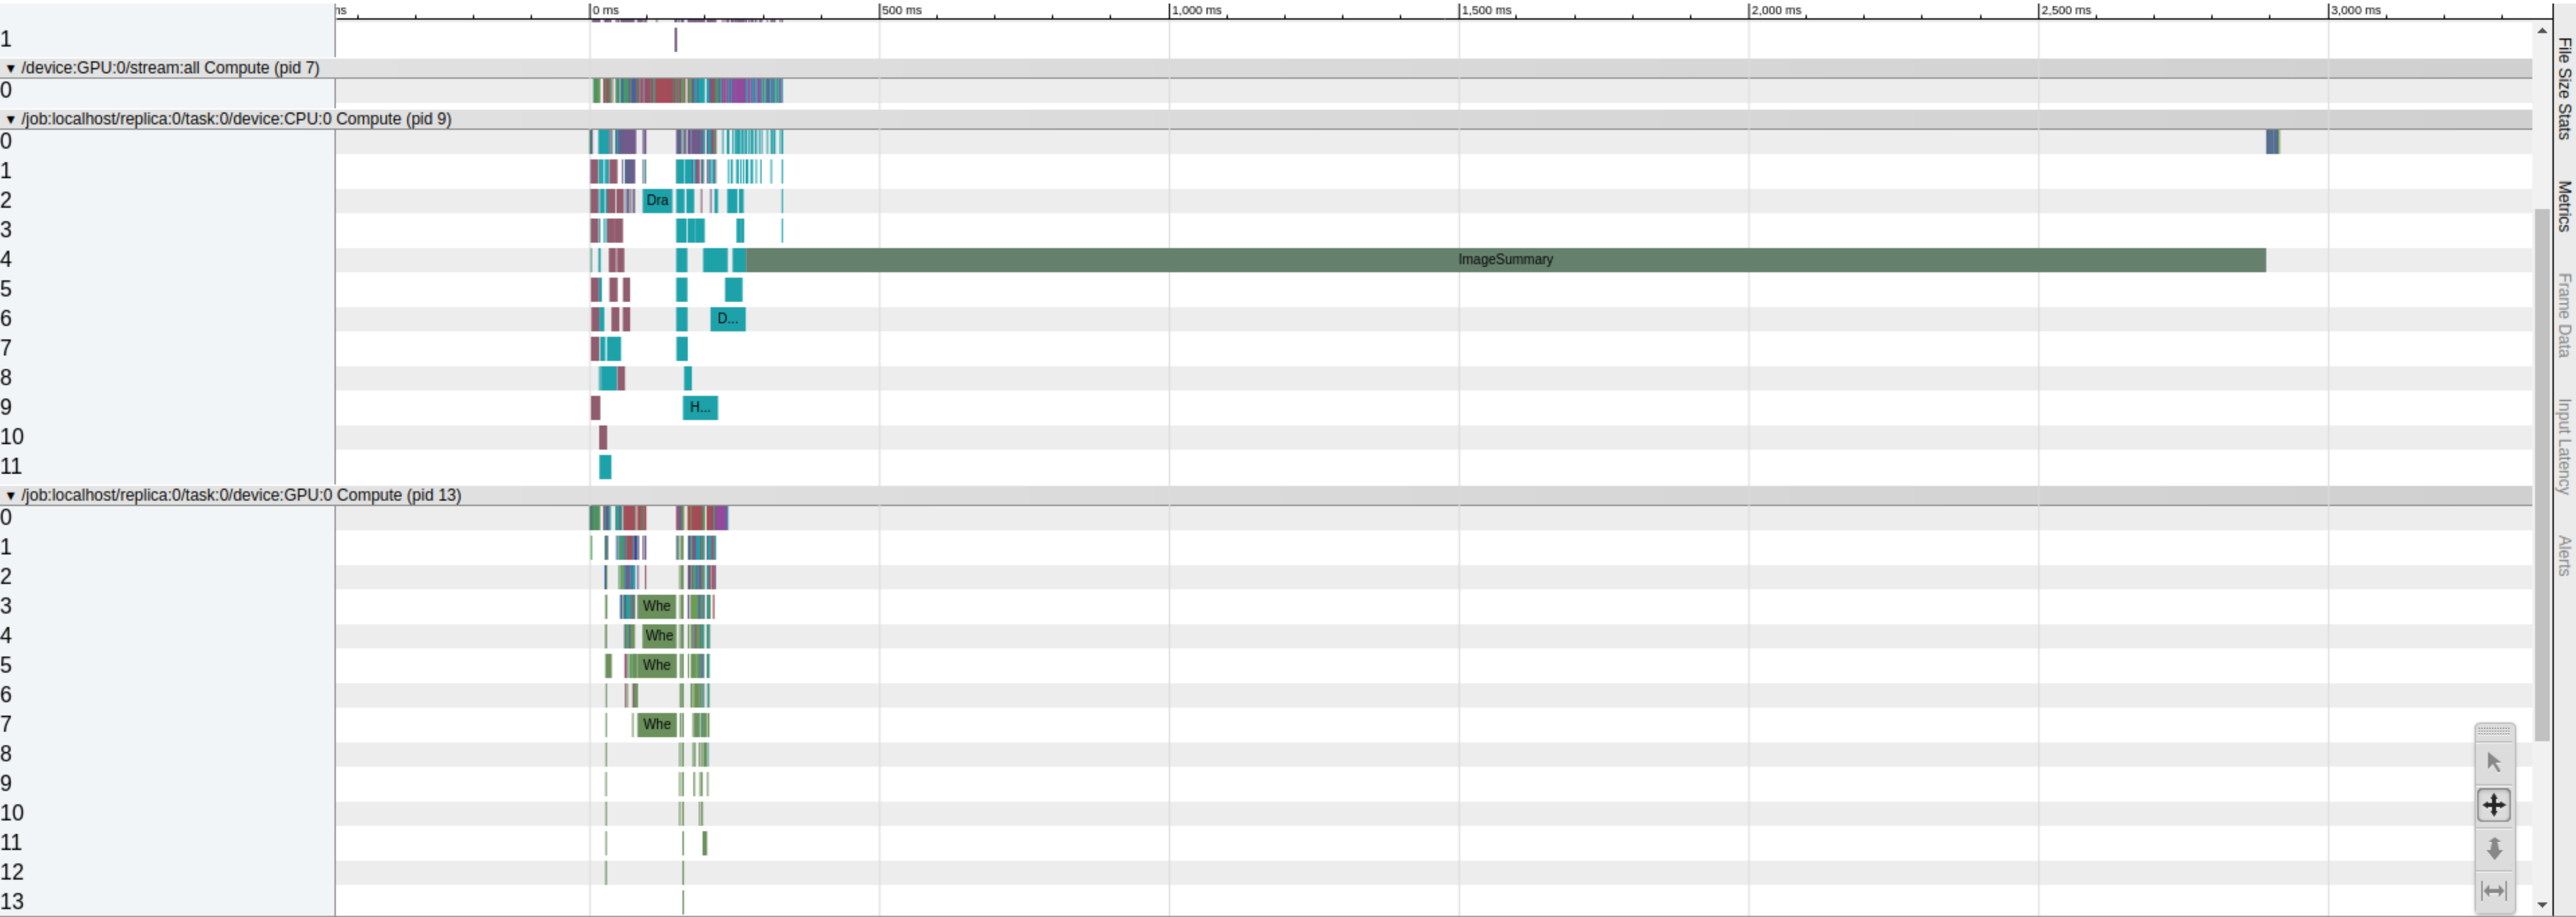 ns 0 ms 500 ms 1,000 ms 1,500 ms 2,000 ms 2,500 ms 3,000 ms
1
▼ /device:GPU:0/stream:all Compute (pid 7)
0
▼ /job:localhost/replica:0/task:0/device:CPU:0 Compute (pid 9)
0
1
2 Dra
3
4 ImageSummary
5
6 D...
7
8
9 H...
10
11
▼ /job:localhost/replica:0/task:0/device:GPU:0 Compute (pid 13)
0
1
2
3 Whe
4 Whe
5 Whe
6
7 Whe
8
9
10
11
12
13
File Size Stats
Metrics
Frame Data
Input Latency
Alerts